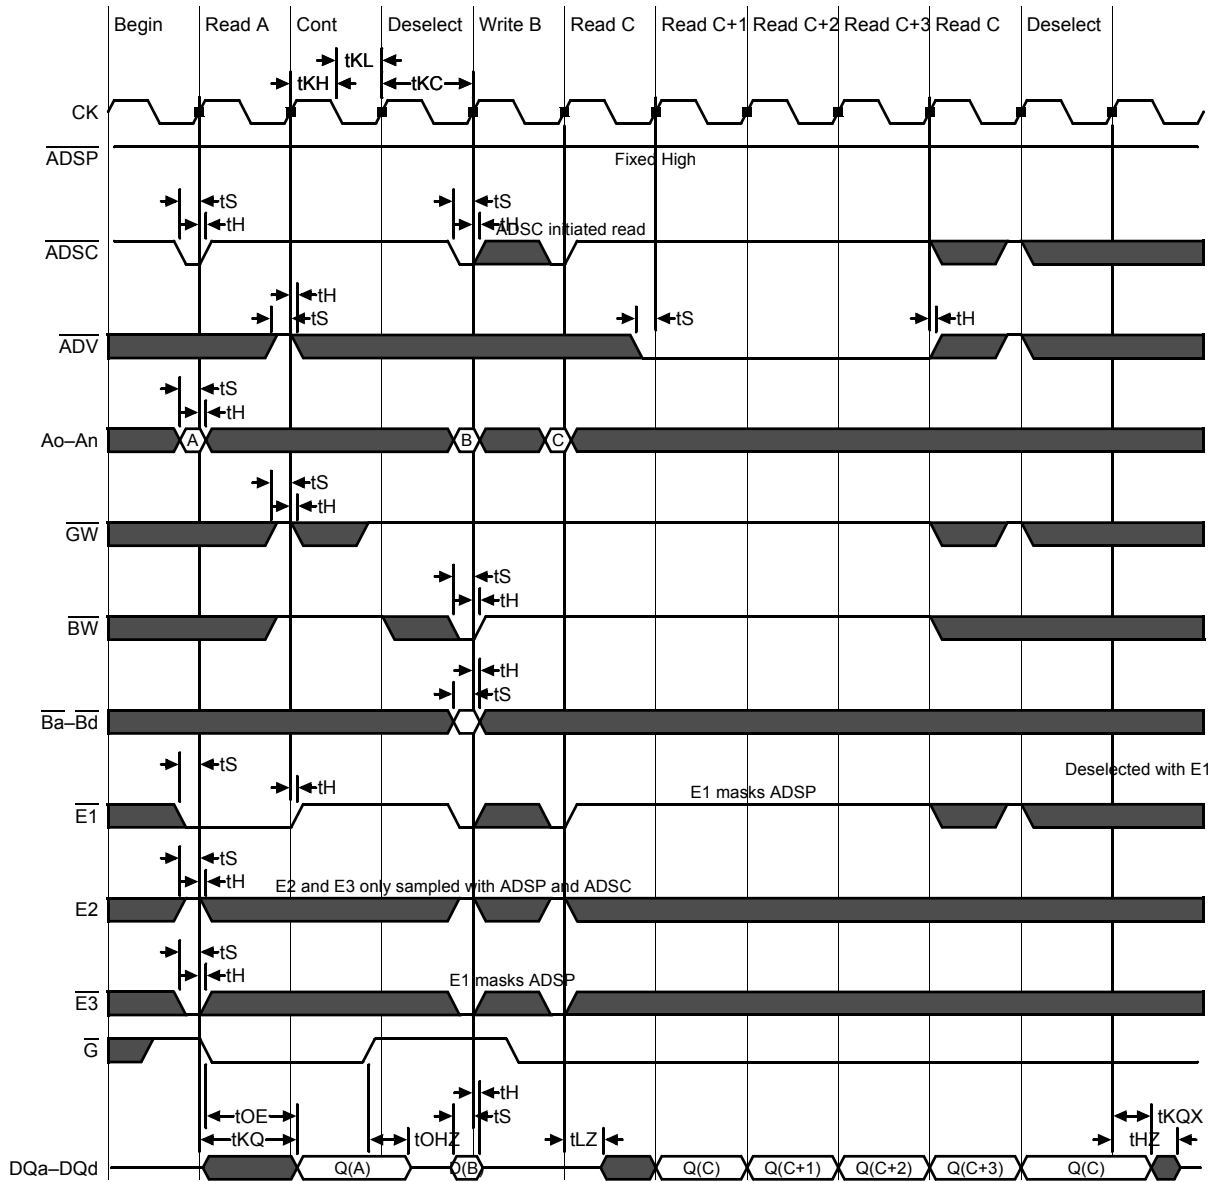 Begin Read A Cont Deselect Write B Read C Read C+1 Read C+2 Read C+3 Read C Deselect
tKL
tKH tKC
CK
ADSP
Fixed High
tS tS
tH tH
ADSC initiated read
ADSC
tH
tS tS tH
ADV
tS
tH
Ao–An A B C
tS
tH
GW
tS
tH
BW
tH
tS
Ba–Bd
tS
Deselected with E1
tH
E1 masks ADSP
E1
tS
tH
E2 and E3 only sampled with ADSP and ADSC
E2
tS
tH
E1 masks ADSP
E3
G
tH
tOE tS tKQX
tKQ tOHZ tLZ tHZ
DQa–DQd Q(A) D(B) Q(C) Q(C+1) Q(C+2) Q(C+3) Q(C)